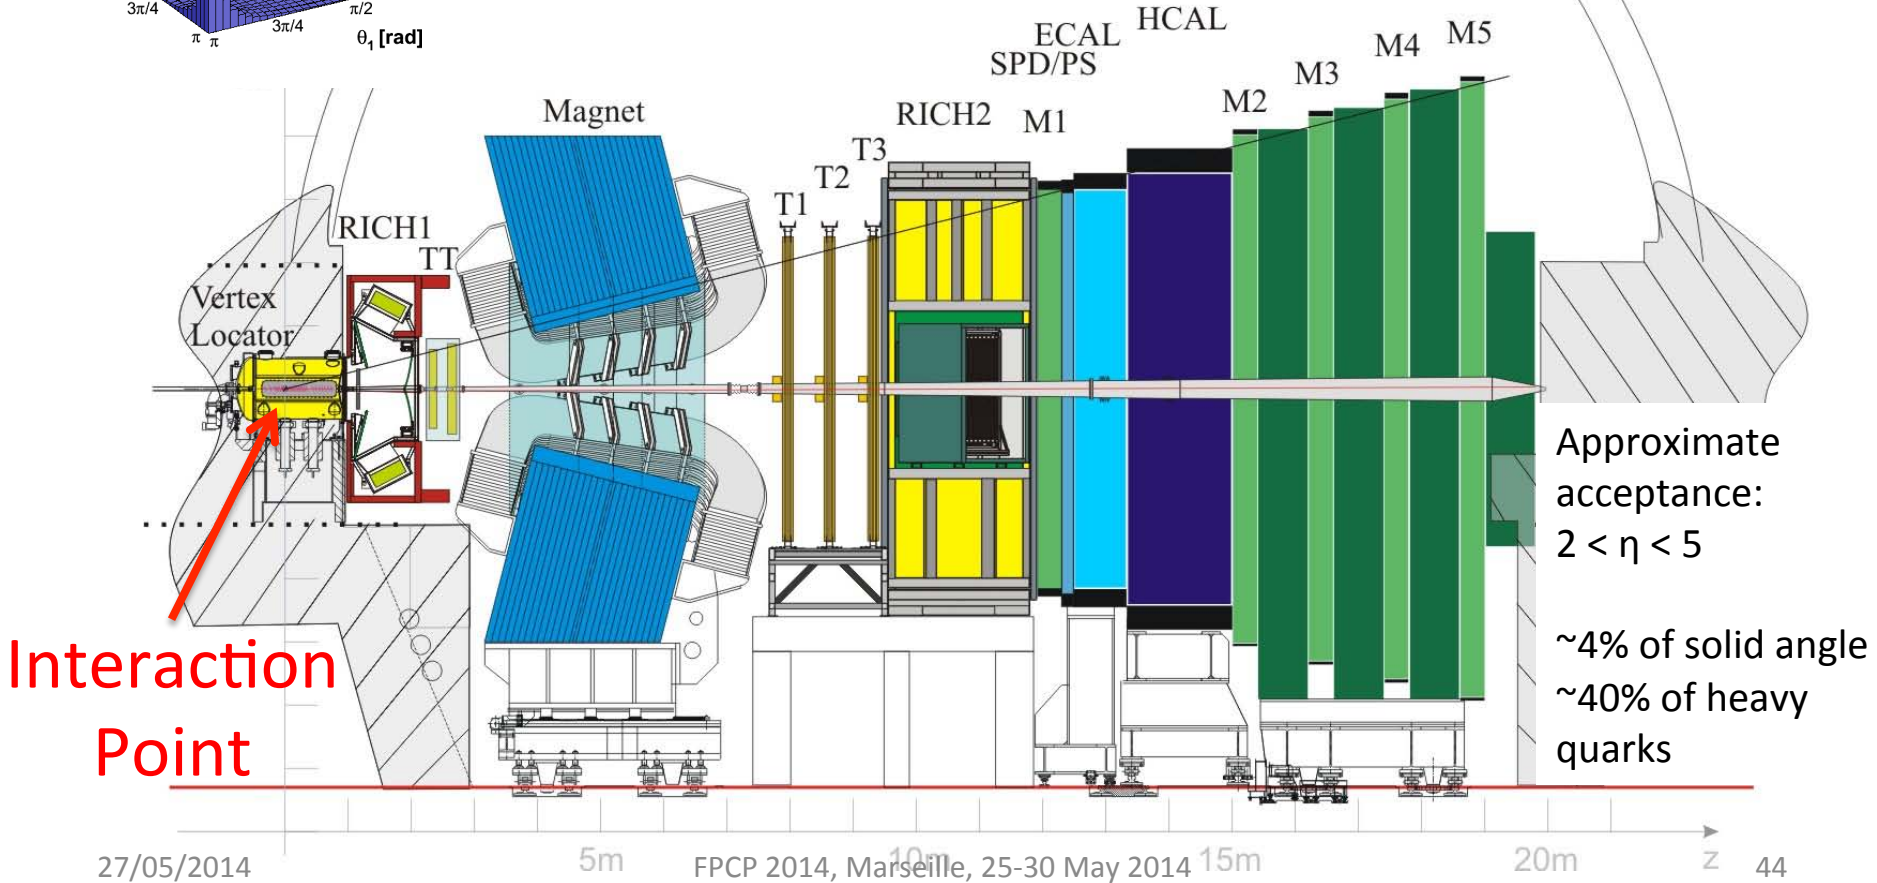 3π/4
π/2
π π
3π/4
θ1 [rad]
HCAL
ECAL
SPD/PS
M5
M4
M3
M2
M1
RICH2
T3
T2
T1
Magnet
RICH1
TT
Vertex
Locator
Interaction
Point
Approximate
acceptance:
2 < η < 5
~4% of solid angle
~40% of heavy
quarks
5m
10m
15m
20m
z
27/05/2014
FPCP 2014, Marseille, 25-30 May 2014
44